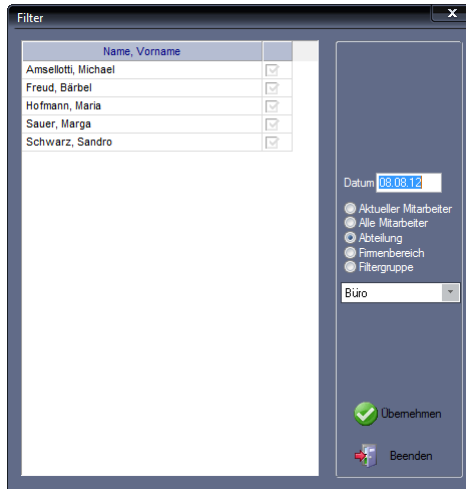 Filter
Name, Vorname
Amsellotti, Michael
Freud, Bärbel
Hofmann, Maria
Sauer, Marga
Schwarz, Sandro
Datum 08.08.12
Aktueller Mitarbeiter
Alle Mitarbeiter
Abteilung
Firmenbereich
Filtergruppe
Büro
Übernehmen
Beenden